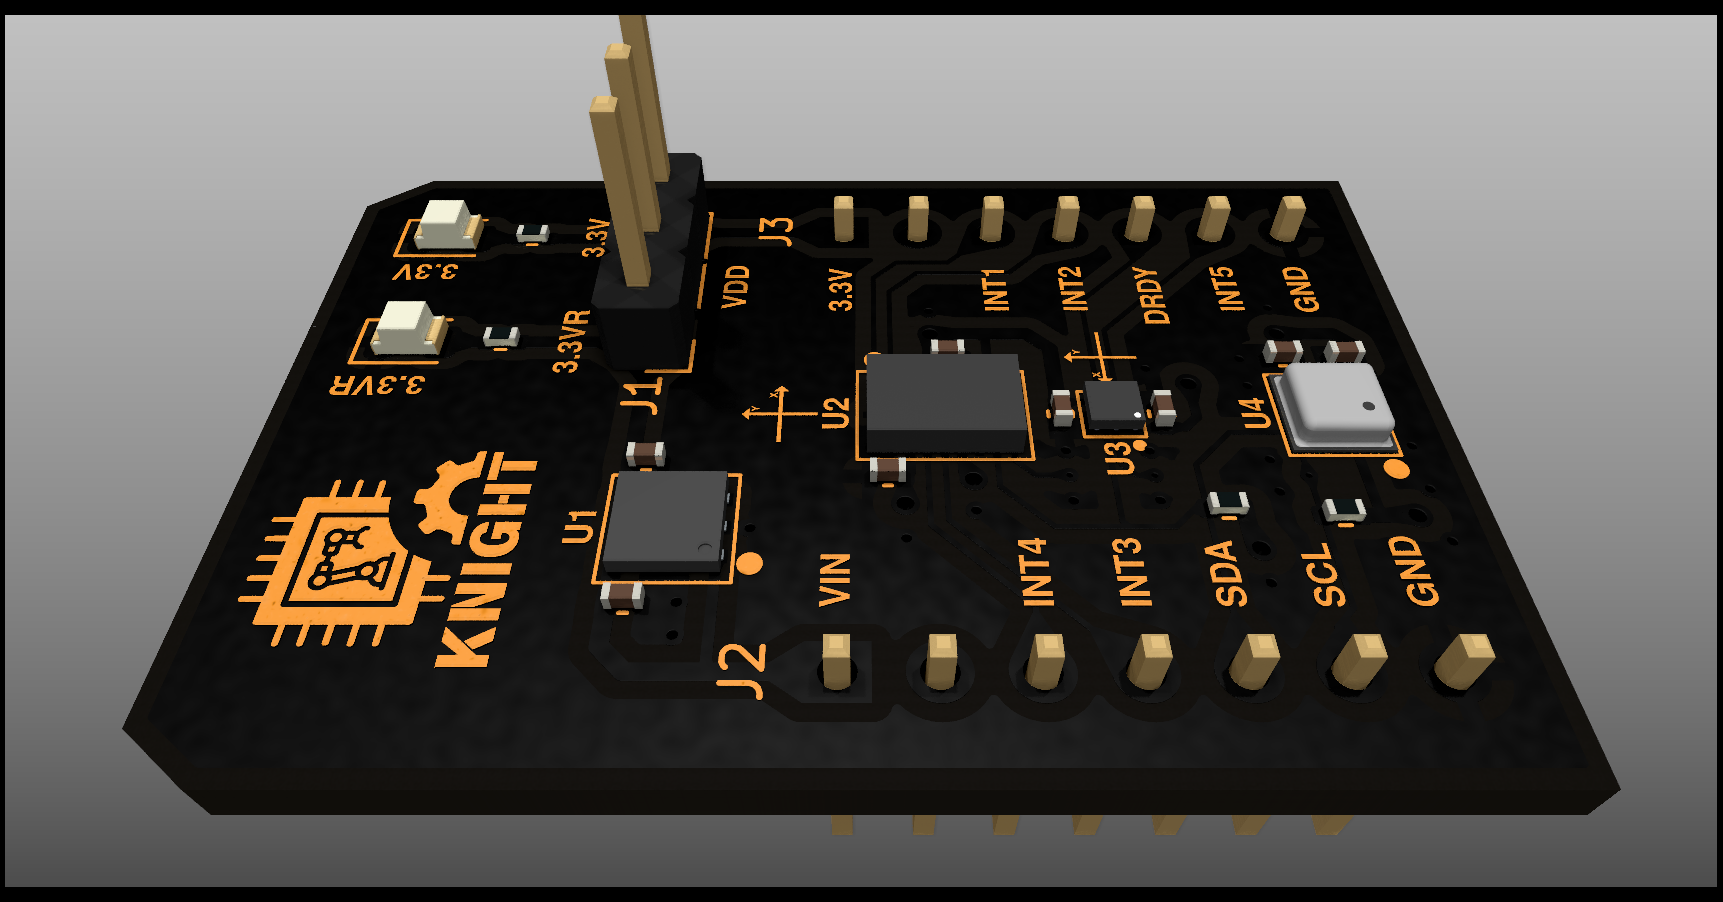 3.3V
3.3VR
3.3V
3.3VR
J1
VDD
J3
3.3V
INT1
INT2
DRDY
INT5
GND
Y
X
U2
Y
X
U3
U4
U1
KNIGHT
J2
VIN
INT4
INT3
SDA
SCL
GND